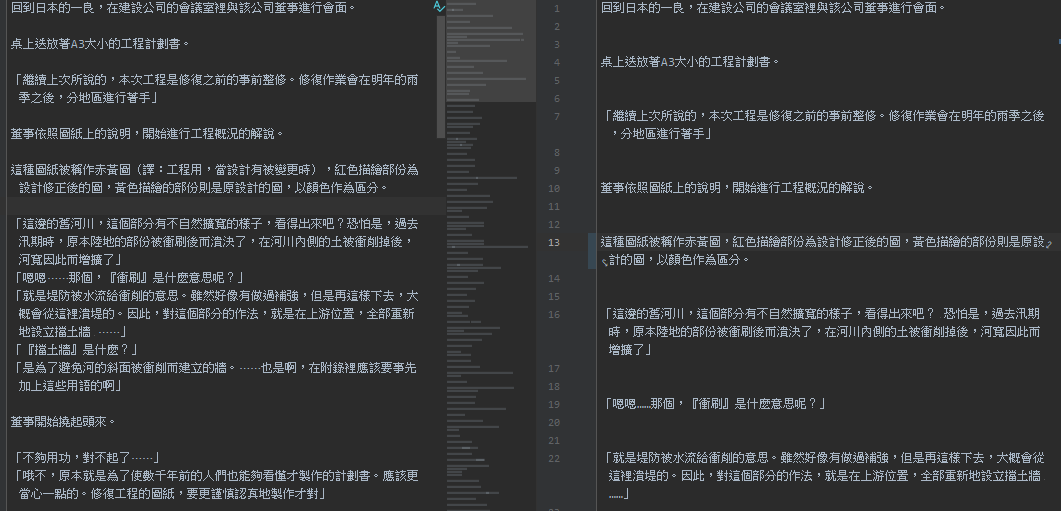 回到日本的一良，在建設公司的會議室裡與該公司董事進行會面。
桌上迭放著A3大小的工程計劃書。
「繼續上次所說的，本次工程是修復之前的事前整修。修復作業會在明年的雨
季之後，分地區進行著手」
董事依照圖紙上的說明，開始進行工程概況的解說。
這種圖紙被稱作赤黃圖（譯：工程用，當設計有被變更時），紅色描繪部份為
設計修正後的圖，黃色描繪的部份則是原設計的圖，以顏色作為區分。
「這邊的舊河川，這個部分有不自然擴寬的樣子，看得出來吧？恐怕是，過去
汛期時，原本陸地的部份被衝刷後而潰決了，在河川內側的土被衝削掉後，
河寬因此而增擴了」
「嗯嗯……那個，『衝刷』是什麼意思呢？」
「就是堤防被水流給衝削的意思。雖然好像有做過補強，但是再這樣下去，大
概會從這裡潰堤的。因此，對這個部分的作法，就是在上游位置，全部重新
地設立擋土牆 ……」
「『擋土牆』是什麼？」
「是為了避免河的斜面被衝削而建立的牆。……也是啊，在附錄裡應該要事先
加上這些用語的啊」
董事開始撓起頭來。
「不夠用功，對不起了……」
「哦不，原本就是為了使數千年前的人們也能夠看懂才製作的計劃書。應該更
當心一點的。修復工程的圖紙，要更謹慎認真地製作才對」
1 回到日本的一良，在建設公司的會議室裡與該公司董事進行會面。
2
3
4 桌上迭放著A3大小的工程計劃書。
5
6
7 「繼續上次所說的，本次工程是修復之前的事前整修。修復作業會在明年的雨季之後
，分地區進行著手」
8
9
10 董事依照圖紙上的說明，開始進行工程概況的解說。
11
12
13 這種圖紙被稱作赤黃圖，紅色描繪部份為設計修正後的圖，黃色描繪的部份則是原設
計的圖，以顏色作為區分。
14
15
16 「這邊的舊河川，這個部分有不自然擴寬的樣子，看得出來吧？ 恐怕是，過去汛期
時，原本陸地的部份被衝刷後而潰決了，在河川內側的土被衝削掉後，河寬因此而
增擴了」
17
18
19 「嗯嗯……那個，『衝刷』是什麼意思呢？」
20
21
22 「就是堤防被水流給衝削的意思。雖然好像有做過補強，但是再這樣下去，大概會從
這裡潰堤的。因此，對這個部分的作法，就是在上游位置，全部重新地設立擋土牆
……」